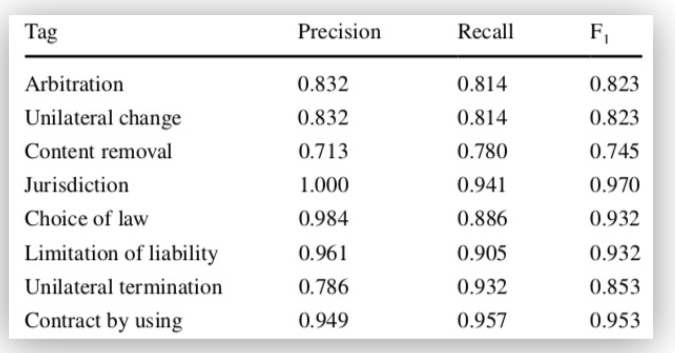 Tag Precision Recall F1
Arbitration 0.832 0.814 0.823
Unilateral change 0.832 0.814 0.823
Content removal 0.713 0.780 0.745
Jurisdiction 1.000 0.941 0.970
Choice of law 0.984 0.886 0.932
Limitation of liability 0.961 0.905 0.932
Unilateral termination 0.786 0.932 0.853
Contract by using 0.949 0.957 0.953